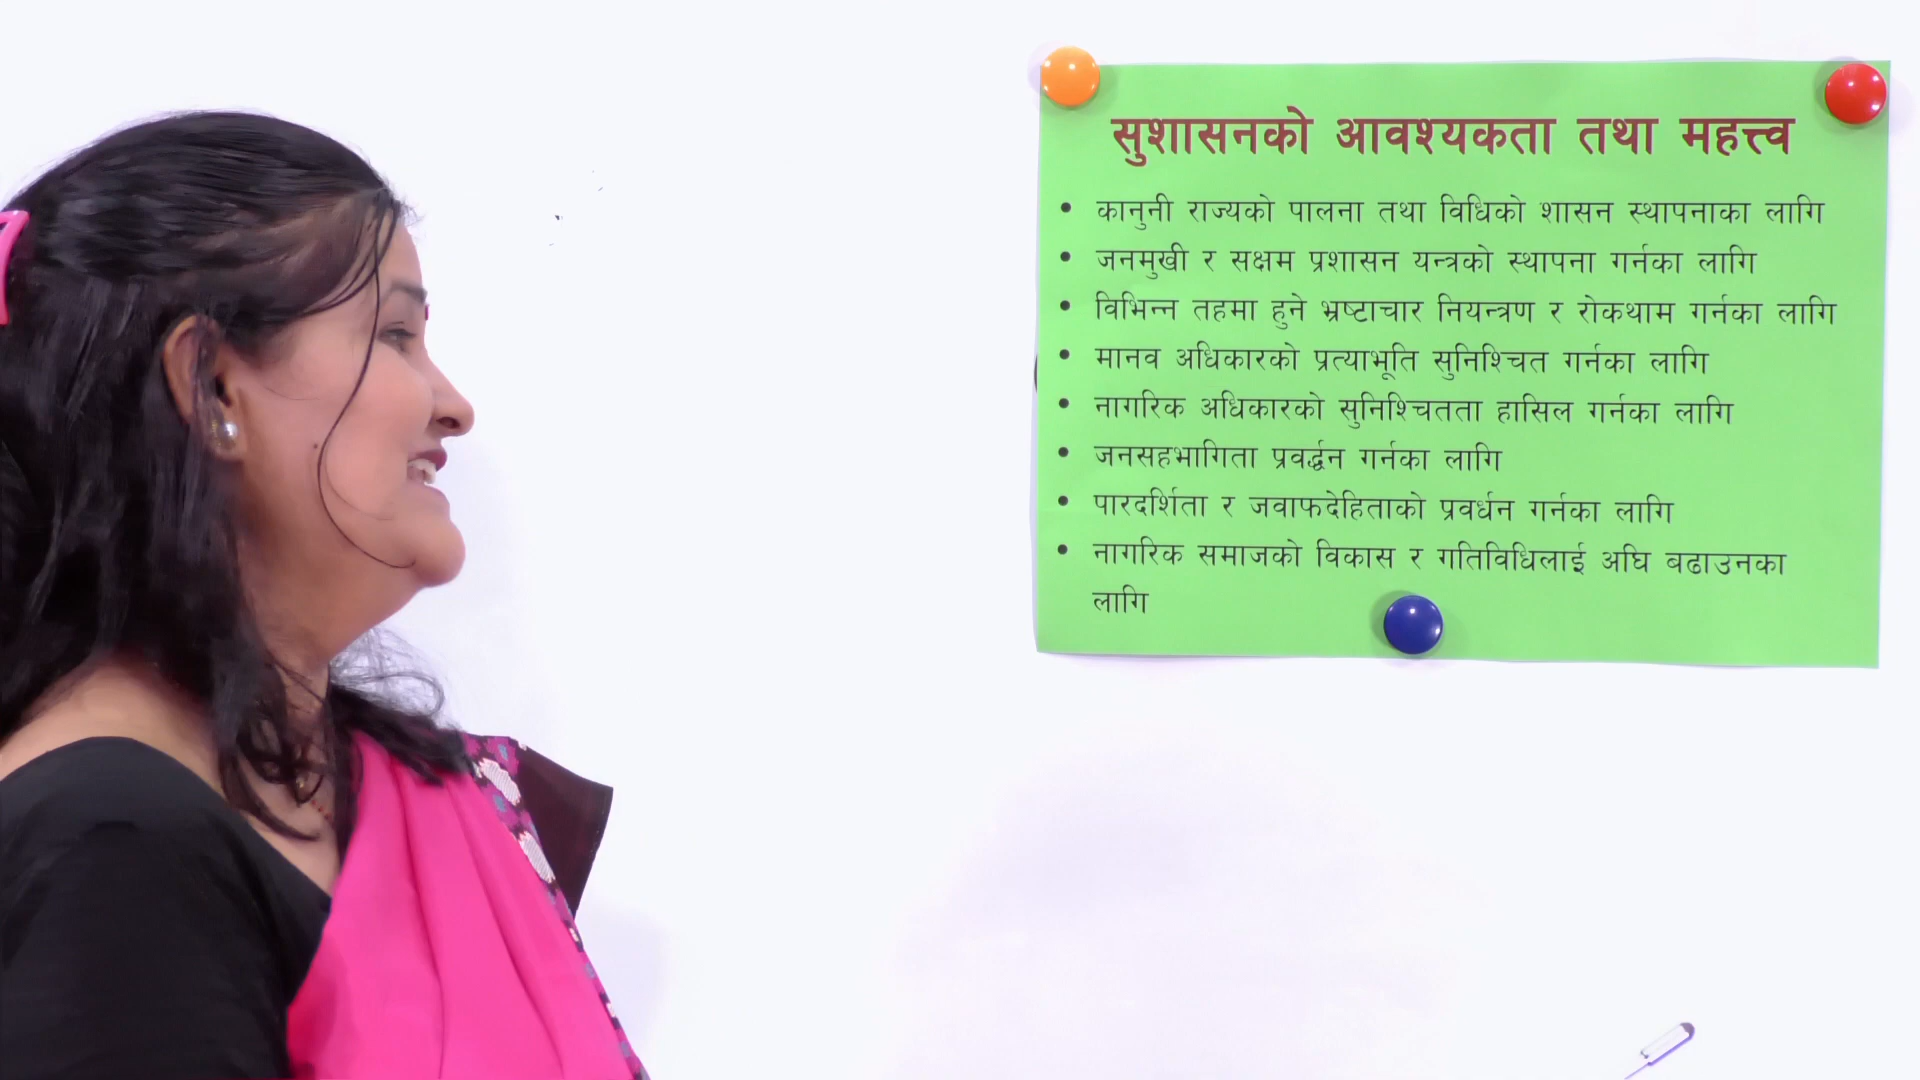 सुशासनको आवश्यकता तथा महत्त्व
• कानुनी राज्यको पालना तथा विधिको शासन स्थापनाका लागि
• जनमुखी र सक्षम प्रशासन यन्त्रको स्थापना गर्नका लागि
• विभिन्न तहमा हुने भ्रष्टाचार नियन्त्रण र रोकथाम गर्नका लागि
• मानव अधिकारको प्रत्याभूति सुनिश्चित गर्नका लागि
• नागरिक अधिकारको सुनिश्चितता हासिल गर्नका लागि
• जनसहभागिता प्रवर्द्धन गर्नका लागि
• पारदर्शिता र जवाफदेहिताको प्रवर्धन गर्नका लागि
• नागरिक समाजको विकास र गतिविधिलाई अघि बढाउनका
लागि